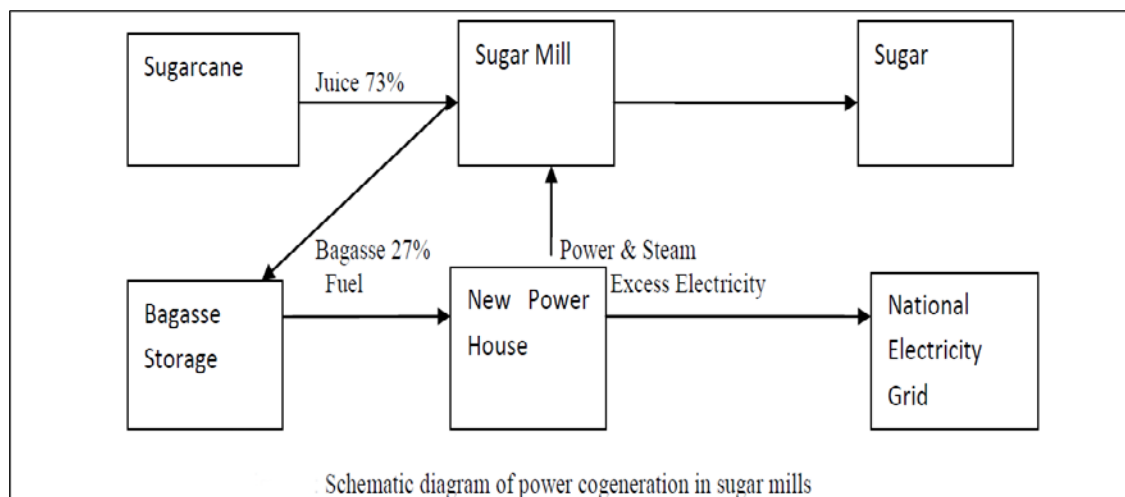 Sugarcane
Juice 73%
Sugar Mill
Sugar
Bagasse 27%
Fuel
Power & Steam
Excess Electricity
Bagasse
Storage
New Power
House
National
Electricity
Grid
: Schematic diagram of power cogeneration in sugar mills